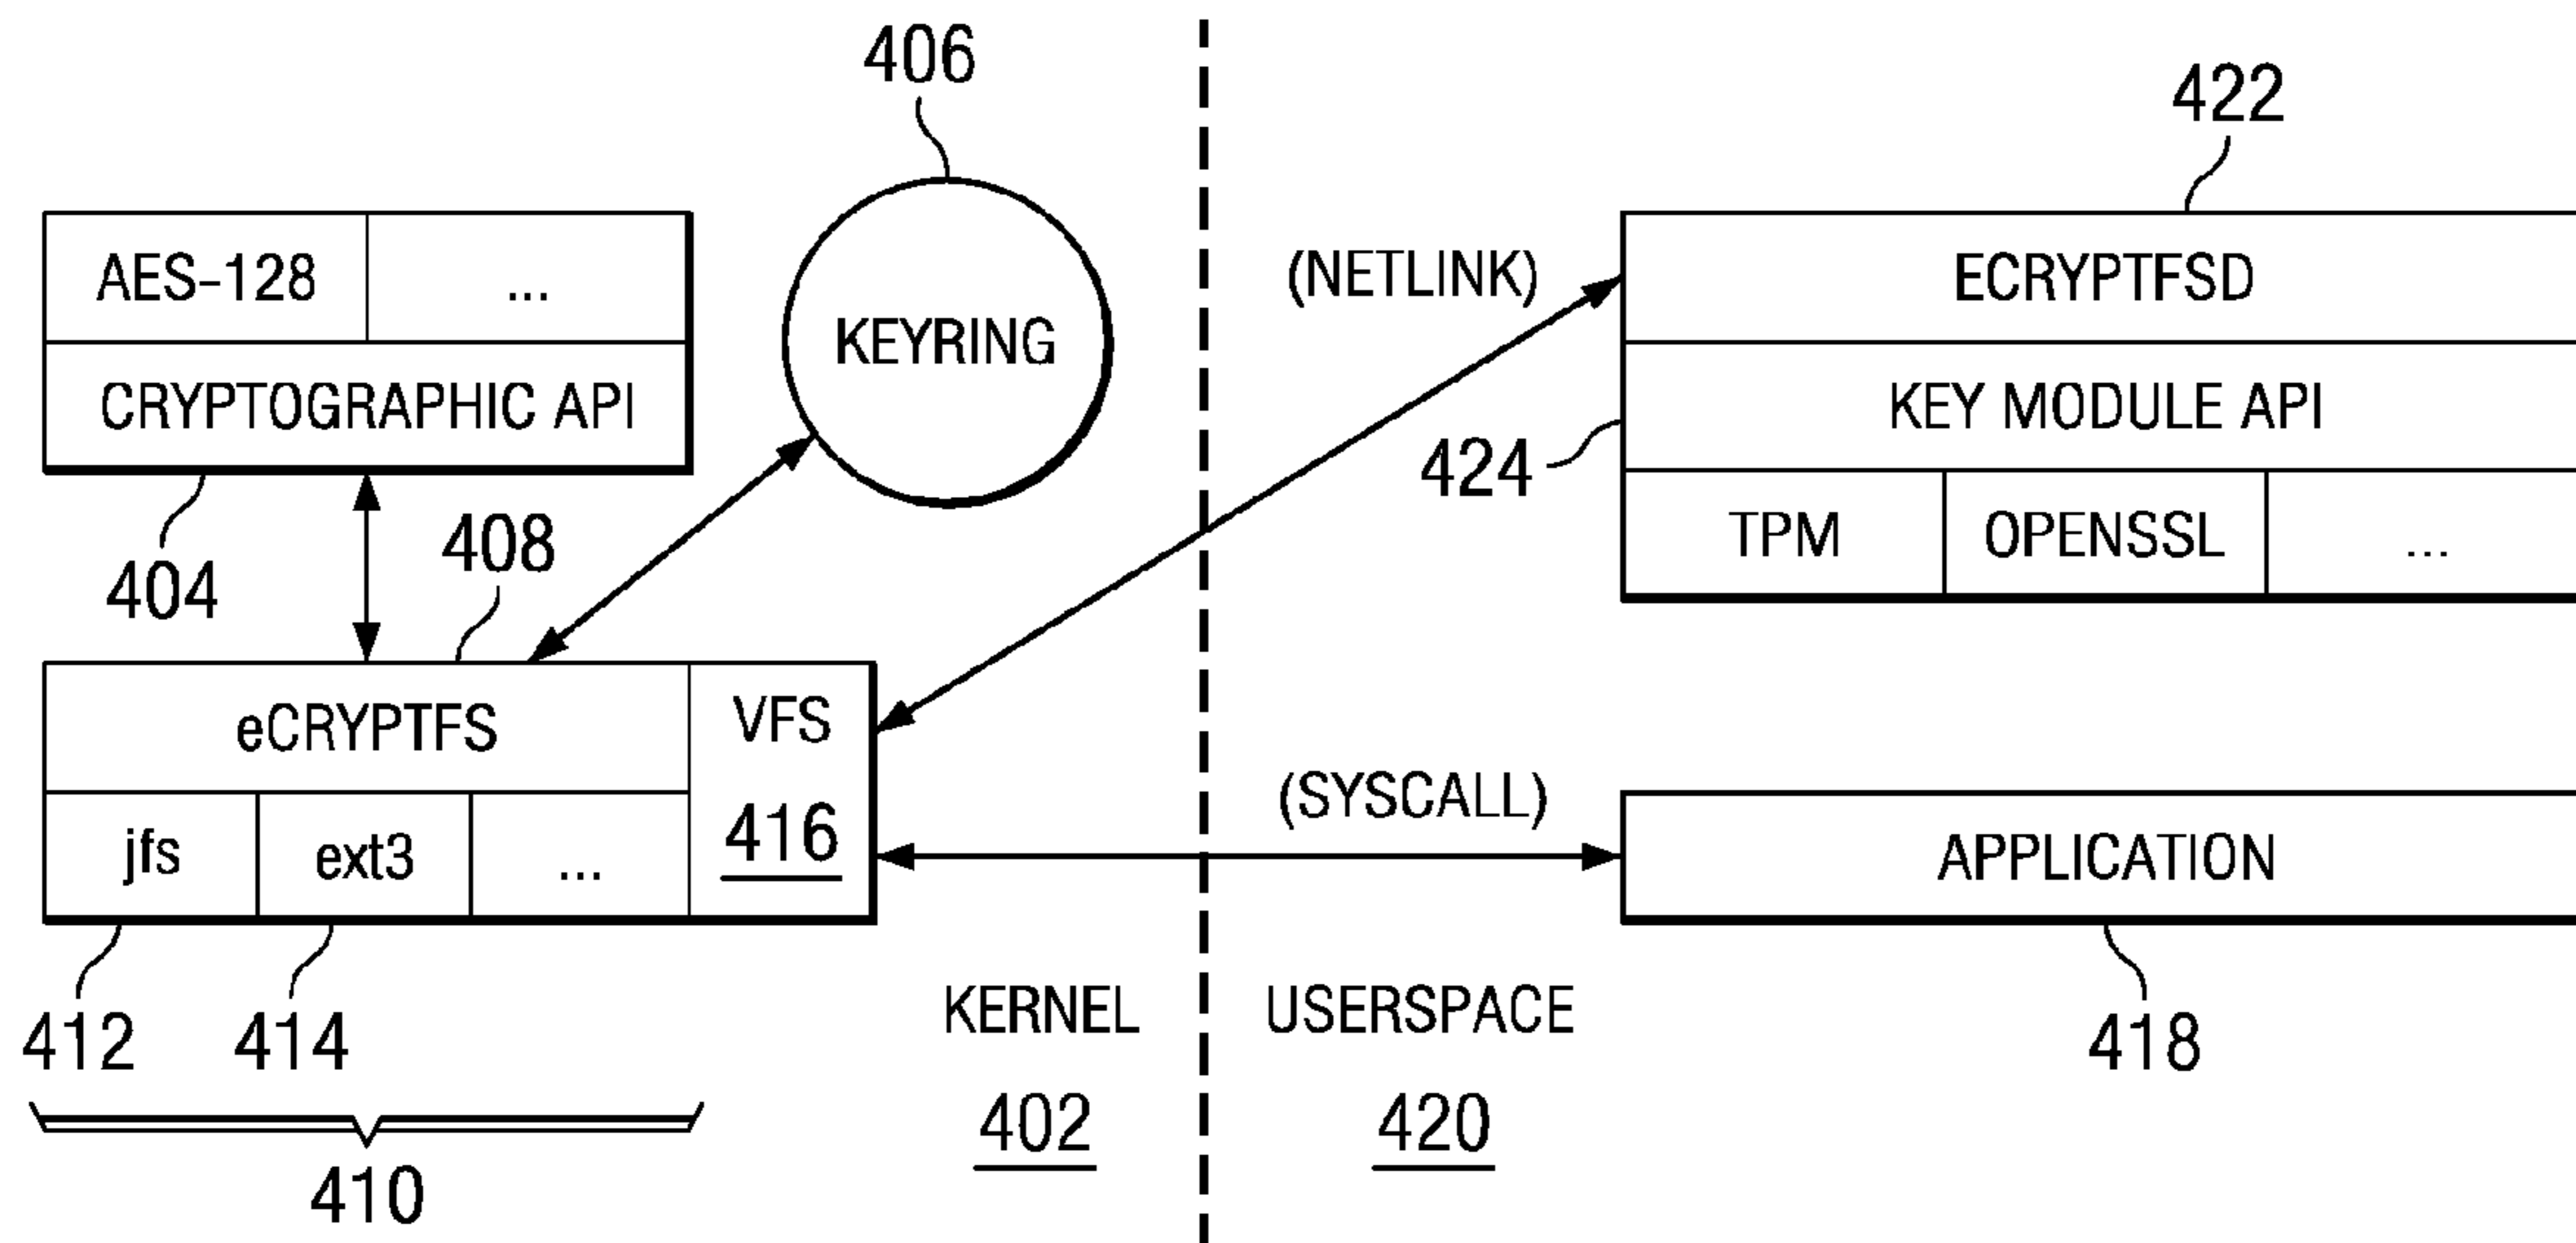 406
422
AES-128
...
(NETLINK)
ECRYPTFSD
KEYRING
CRYPTOGRAPHIC API
KEY MODULE API
424
TPM
OPENSSL
...
404
408
eCRYPTFS
VFS
416
jfs
ext3
...
(SYSCALL)
APPLICATION
412
414
KERNEL
USERSPACE
418
402
420
410